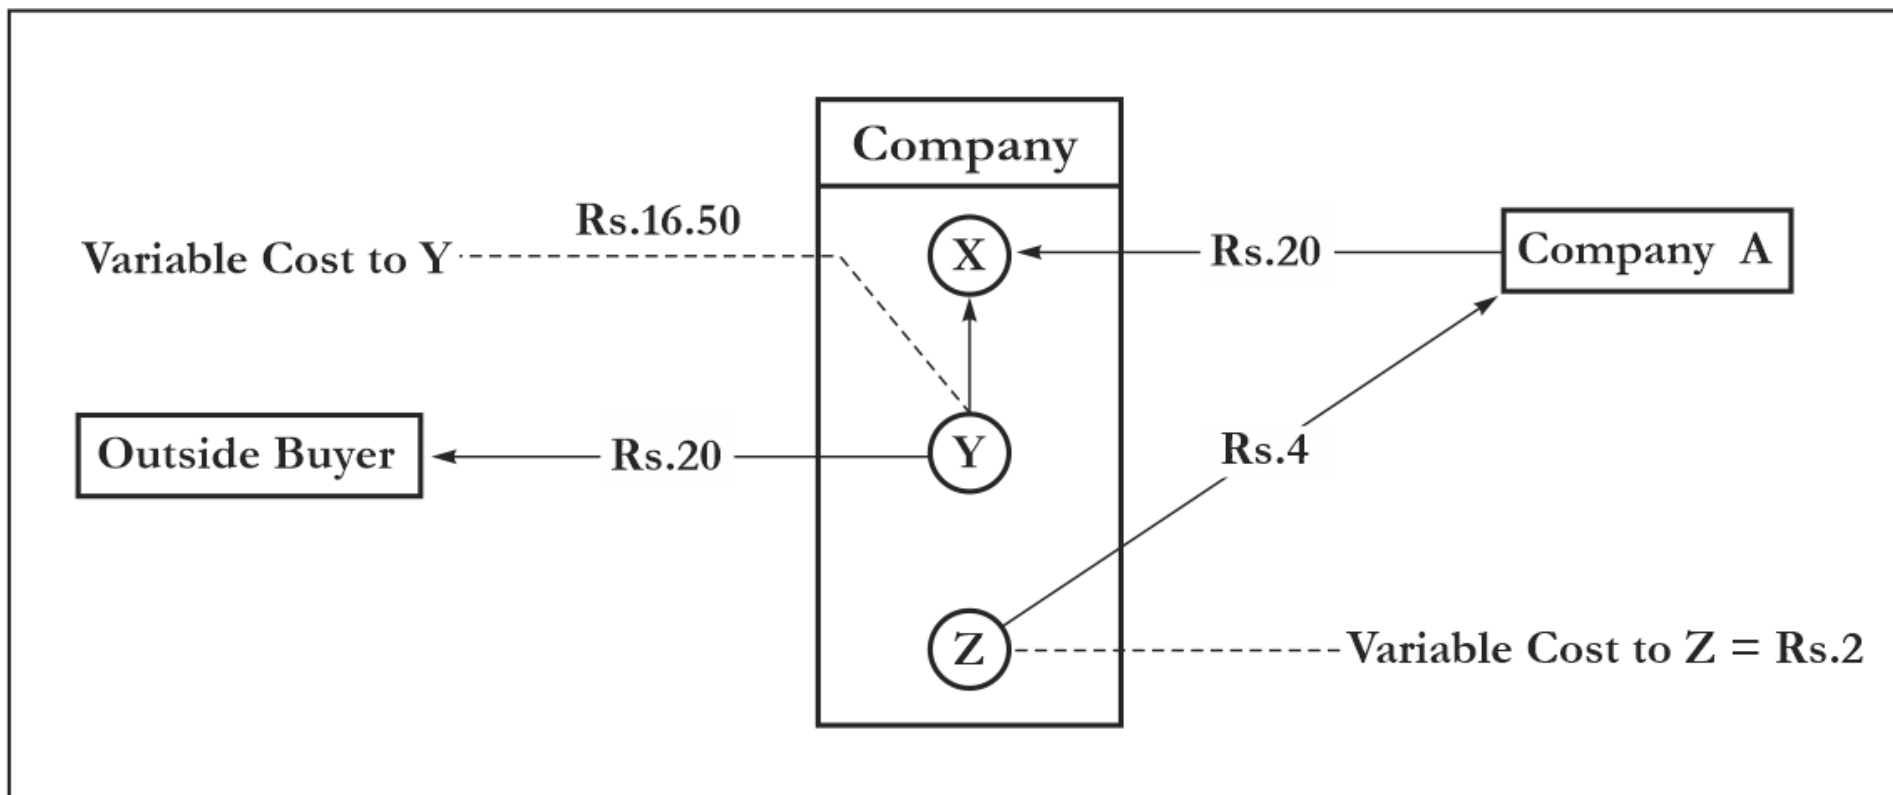 Company
Rs.16.50
Variable Cost to Y
X
Rs.20
Company A
Outside Buyer
Rs.20
Y
Rs.4
Z
Variable Cost to Z = Rs.2